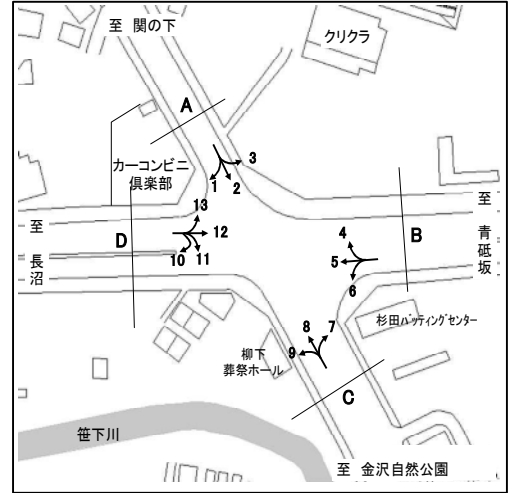 至 関の下
クリクラ
A
カーコンビニ
倶楽部
1
2
3
13
至
長
沼
D
12
10
11
4
5
6
B
至
青
砥
坂
杉田バッティングセンター
8
7
9
柳下
葬祭ホール
C
笹下川
至 金沢自然公園